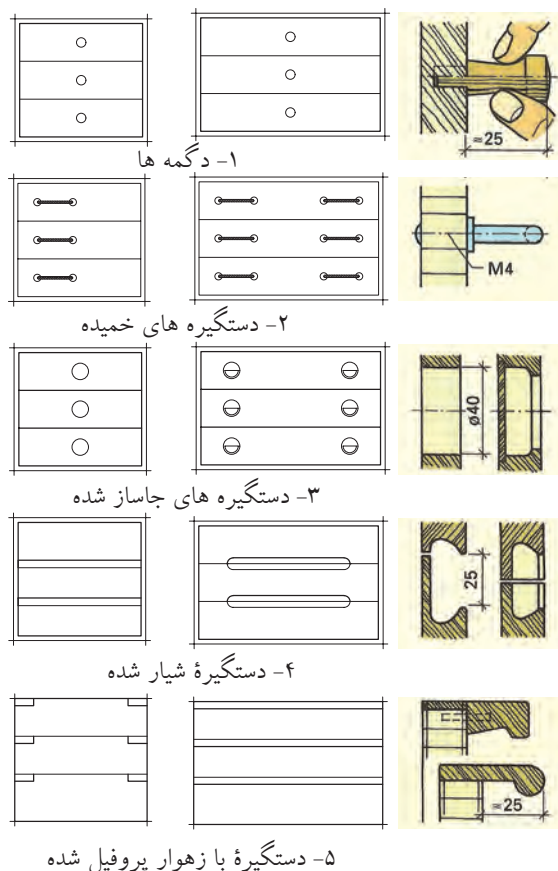 ≈25
۱- دگمه ها
M4
۲- دستگیره های خمیده
ø40
۳- دستگیره های جاساز شده
25
۴- دستگیرهٔ شیار شده
≈25
۵- دستگیرهٔ با زهوار پروفیل شده